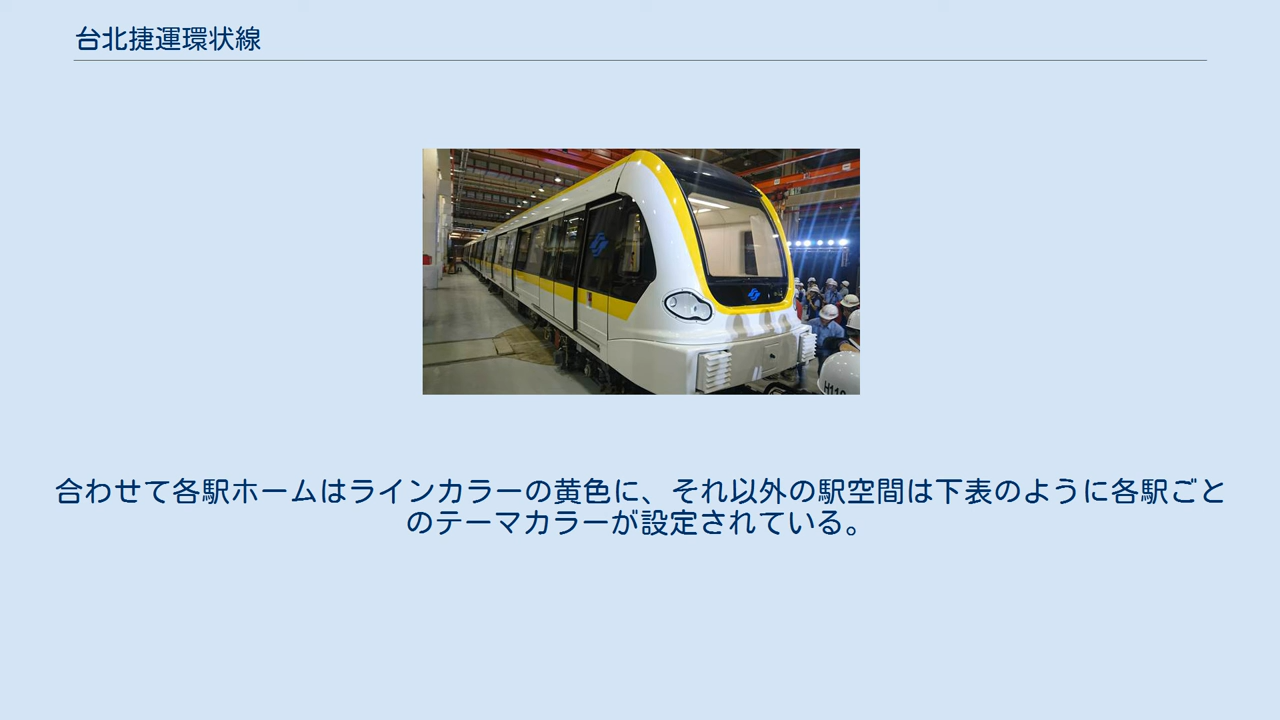 台北捷運環状線
合わせて各駅ホームはラインカラーの黄色に、それ以外の駅空間は下表のように各駅ごと
のテーマカラーが設定されている。